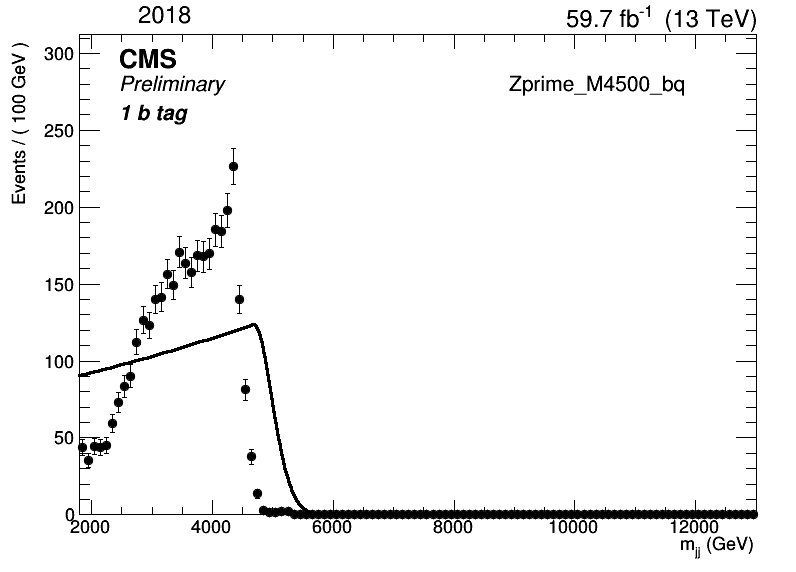 2018
59.7 fb-1 (13 TeV)
CMS
Preliminary
1 b tag
Zprime_M4500_bq
Events / ( 100 GeV )
300
250
200
150
100
50
0
2000 4000 6000 8000 10000 12000
mjj (GeV)